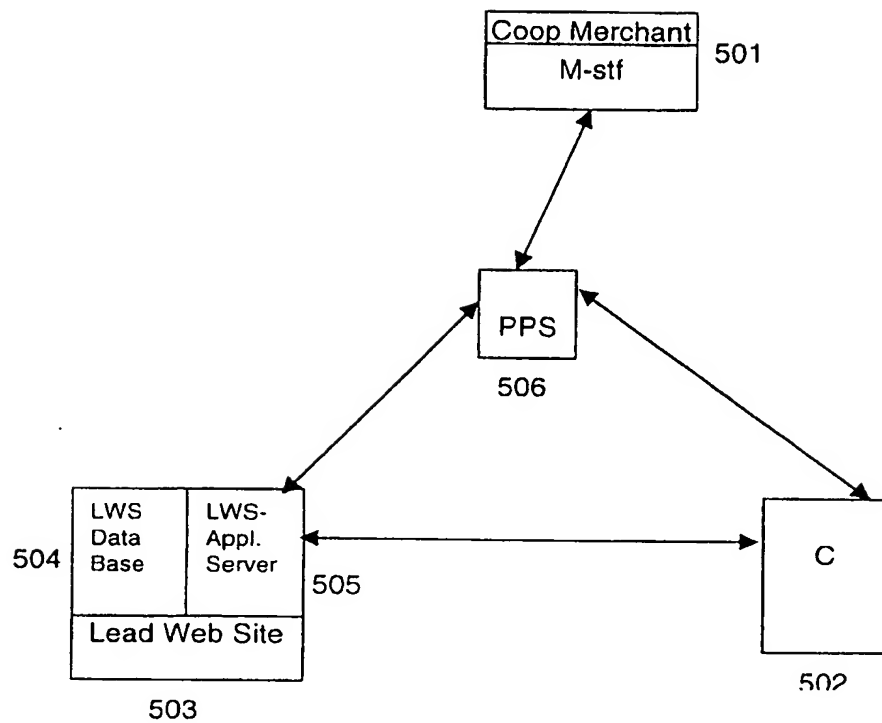 Coop Merchant
M-stf
501
PPS
506
LWS
Data
Base
LWS-
Appl.
Server
504
505
Lead Web Site
503
C
502